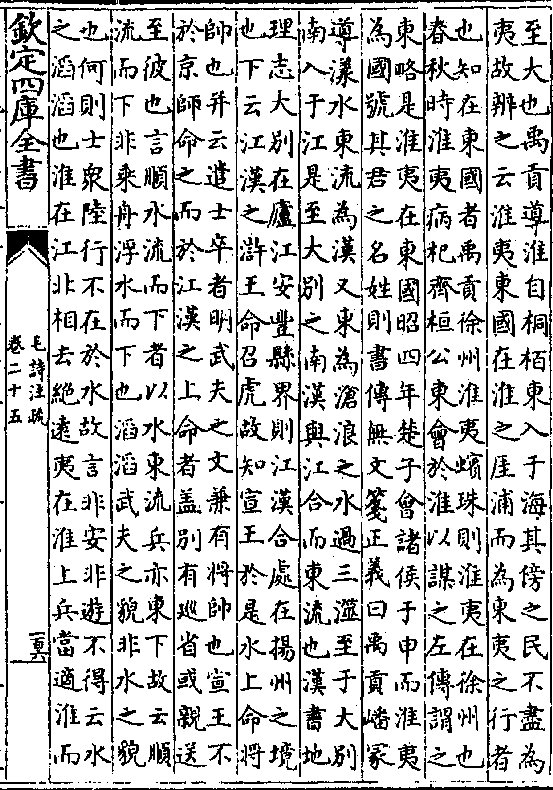 至大也禹貢導淮自桐栢東入于海其傍之民不盡為
夷故辨之云淮夷東國在淮之厓浦而為東夷之行者
也知在東國者禹貢徐州淮夷蠙珠則淮夷在徐州也
春秋時淮夷病杞齊桓公東會於淮以謀之左傳謂之
東略是淮夷在東國昭四年楚子會諸侯于申而淮夷
為國號其君之名姓則書傳無文箋正義曰禹貢嶓冢
導漾水東流為漢又東為滄浪之水過三澨至于大别
南入于江是至大别之南漢與江合而東流也漢書地
理志大别在廬江安豐縣界則江漢合處在揚州之境
也下云江漢之滸王命召虎故知宣王於是水上命將
帥也并云遣士卒者明武夫之文兼有將帥也宣王不
於京師命之而於江漢之上命者盖别有巡省或親送
至彼也言順水流而下者以水東流兵亦東下故云順
流而下非乘舟浮水而下也滔滔武夫之貌非水之貌
也何則士衆陸行不在於水故言非安非遊不得云水
之滔滔也淮在江北相去絶遠夷在淮上兵當適淮而
欽定四庫全書
毛詩注疏
卷二十五